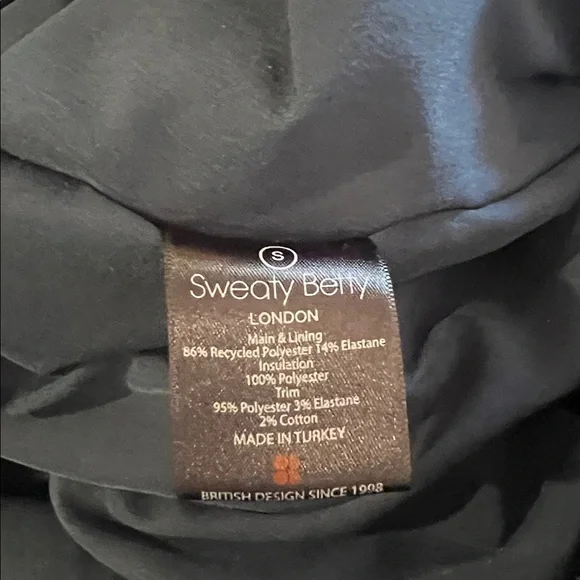 S
Sweaty Betty
LONDON
Main & Lining
86% Recycled Polyester 14% Elastane
Insulation
100% Polyester
Trim
95% Polyester 3% Elastane
2% Cotton
MADE IN TURKEY
BRITISH DESIGN SINCE 1998